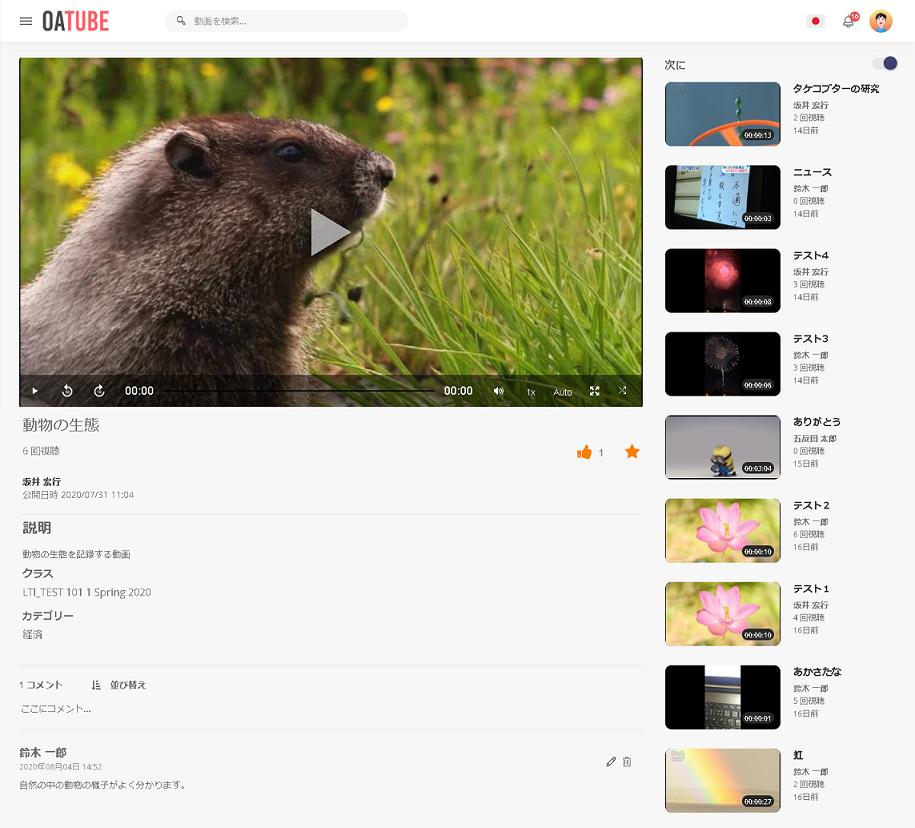 OATUBE
動画を検索...
00:00
00:00
1x
Auto
動物の生態
6 回視聴
1
坂井 宏行
公開日時 2020/07/31 11:04
説明
動物の生態を記録する動画
クラス
LTI_TEST 101 1 Spring 2020
カテゴリー
経済
1 コメント
並び替え
ここにコメント...
鈴木 一郎
2020年08月04日 14:52
自然の中の動物の様子がよく分かります。
次に
00:00:13
タケコプターの研究
坂井 宏行
2 回視聴
14日前
00:00:03
ニュース
鈴木 一郎
0 回視聴
14日前
00:00:08
テスト4
坂井 宏行
3 回視聴
14日前
00:00:06
テスト3
鈴木 一郎
3 回視聴
14日前
00:03:04
ありがとう
五反田 太郎
0 回視聴
15日前
00:00:10
テスト2
鈴木 一郎
6 回視聴
16日前
00:00:10
テスト1
坂井 宏行
4 回視聴
16日前
00:00:01
あかさたな
鈴木 一郎
5 回視聴
16日前
00:00:27
虹
鈴木 一郎
2 回視聴
16日前